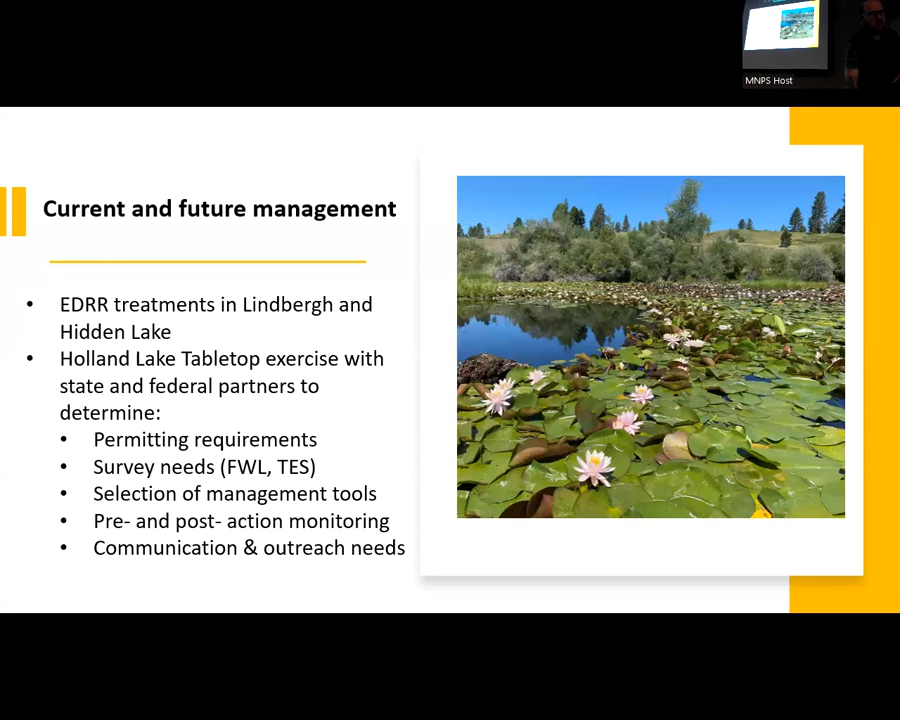 MNPS Host
Current and future management
• EDRR treatments in Lindbergh and
Hidden Lake
• Holland Lake Tabletop exercise with
state and federal partners to
determine:
• Permitting requirements
• Survey needs (FWL, TES)
• Selection of management tools
• Pre- and post- action monitoring
• Communication & outreach needs